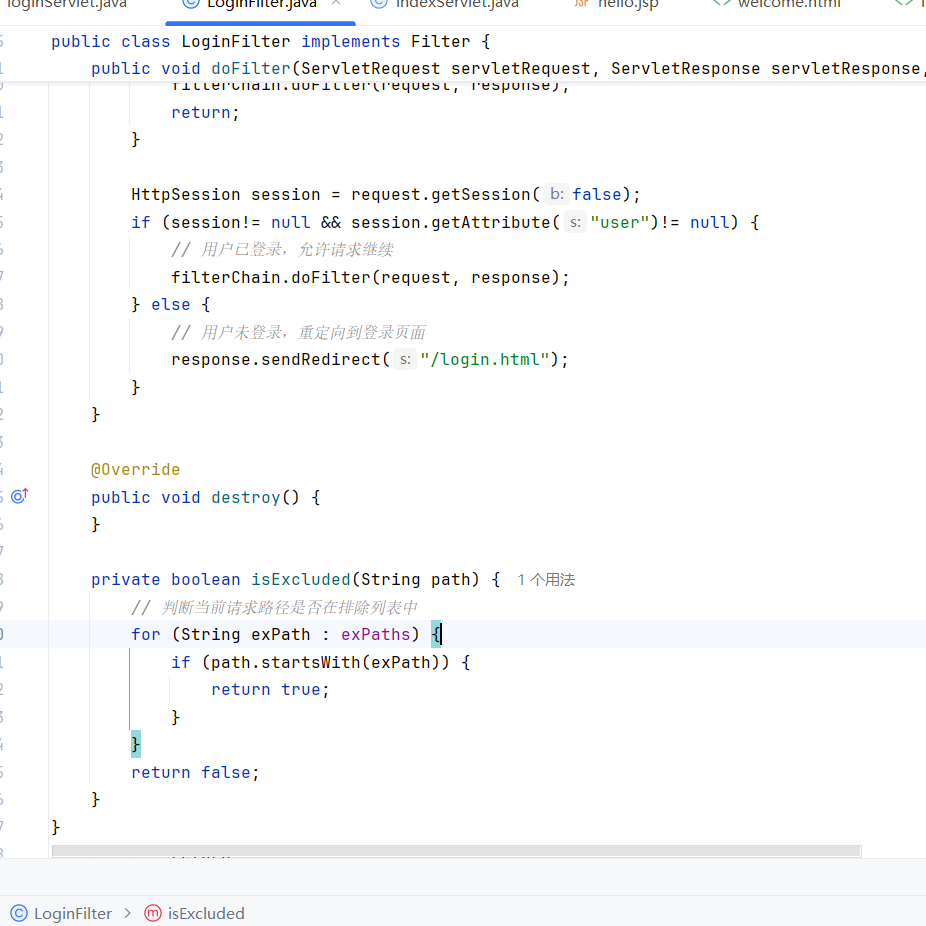 loginServlet.java LoginFilter.java indexServlet.java hello.jsp welcome.html
public class LoginFilter implements Filter {
public void doFilter(ServletRequest servletRequest, ServletResponse servletResponse,
filterChain.doFilter(request, response);
return;
}
HttpSession session = request.getSession( b: false);
if (session!= null && session.getAttribute( s: "user")!= null) {
// 用户已登录，允许请求继续
filterChain.doFilter(request, response);
} else {
// 用户未登录，重定向到登录页面
response.sendRedirect( s: "/login.html");
}
}
@Override
public void destroy() {
}
private boolean isExcluded(String path) { 1 个用法
// 判断当前请求路径是否在排除列表中
for (String exPath : exPaths) {
if (path.startsWith(exPath)) {
return true;
}
}
return false;
}
}
LoginFilter > isExcluded